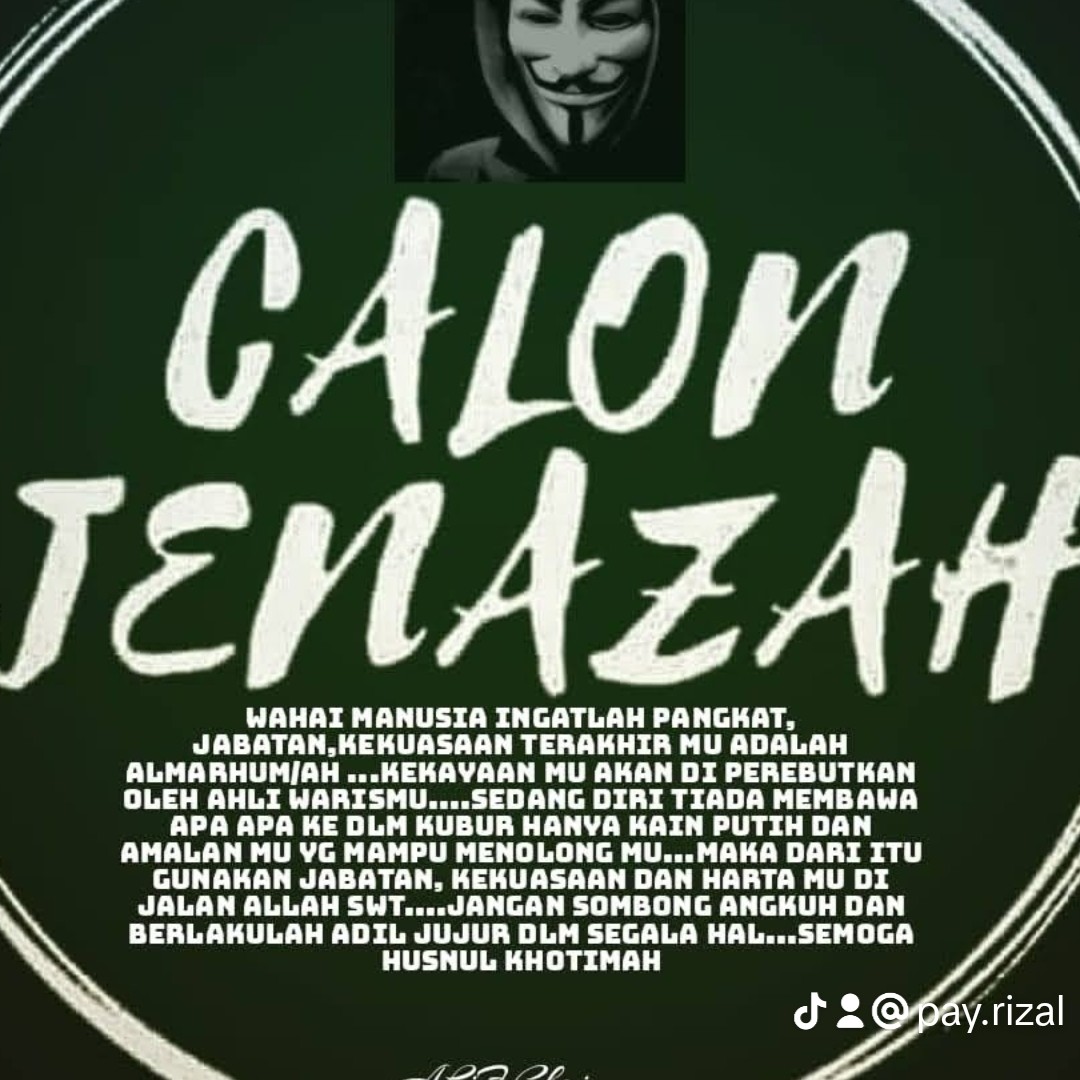 CALON
JENAZAH
WAHAI MANUSIA INGATLAH PANGKAT,
JABATAN,KEKUASAAN TERAKHIR MU ADALAH
ALMARHUM/AH ...KEKAYAAN MU AKAN DI PEREBUTKAN
OLEH AHLI WARISMU....SEDANG DIRI TIADA MEMBAWA
APA APA KE DLM KUBUR HANYA KAIN PUTIH DAN
AMALAN MU YG MAMPU MENOLONG MU...MAKA DARI ITU
GUNAKAN JABATAN, KEKUASAAN DAN HARTA MU DI
JALAN ALLAH SWT....JANGAN SOMBONG ANGKUH DAN
BERLAKULAH ADIL JUJUR DLM SEGALA HAL...SEMOGA
HUSNUL KHOTIMAH
@pay.rizal